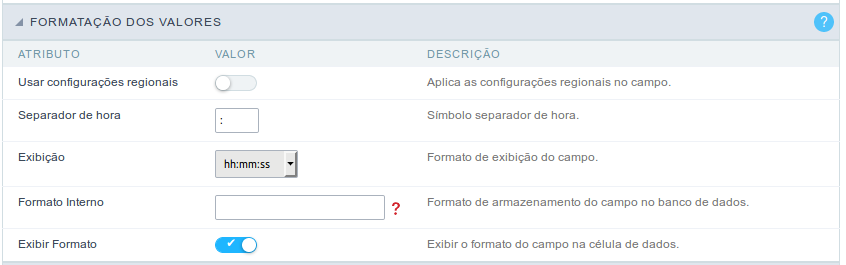 FORMATAÇÃO DOS VALORES ?
ATRIBUTO VALOR DESCRIÇÃO
Usar configurações regionais Aplica as configurações regionais no campo.
Separador de hora : Símbolo separador de hora.
Exibição hh:mm:ss Formato de exibição do campo.
Formato Interno ? Formato de armazenamento do campo no banco de dados.
Exibir Formato Exibir o formato do campo na célula de dados.